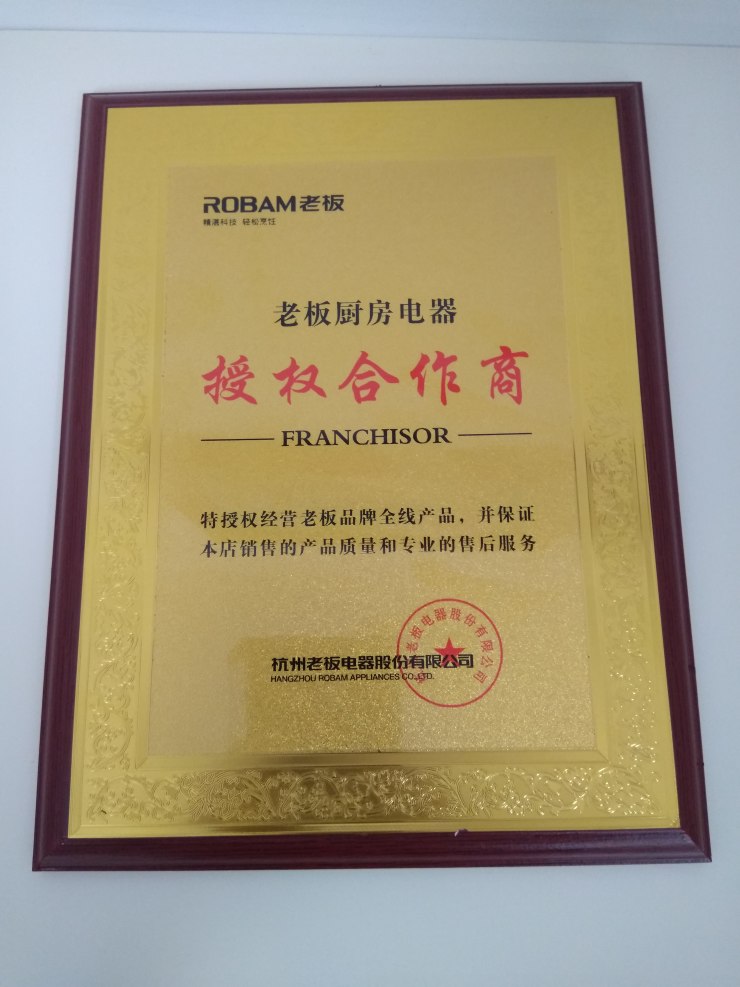 ROBAM老板
精湛科技 轻松烹饪
老板厨房电器
授权合作商
FRANCHISOR
特授权经营老板品牌全线产品，并保证
本店销售的产品质量和专业的售后服务
杭州老板电器股份有限公司
HANGZHOU ROBAM APPLIANCES CO.,LTD.
老板电器股份有限公司